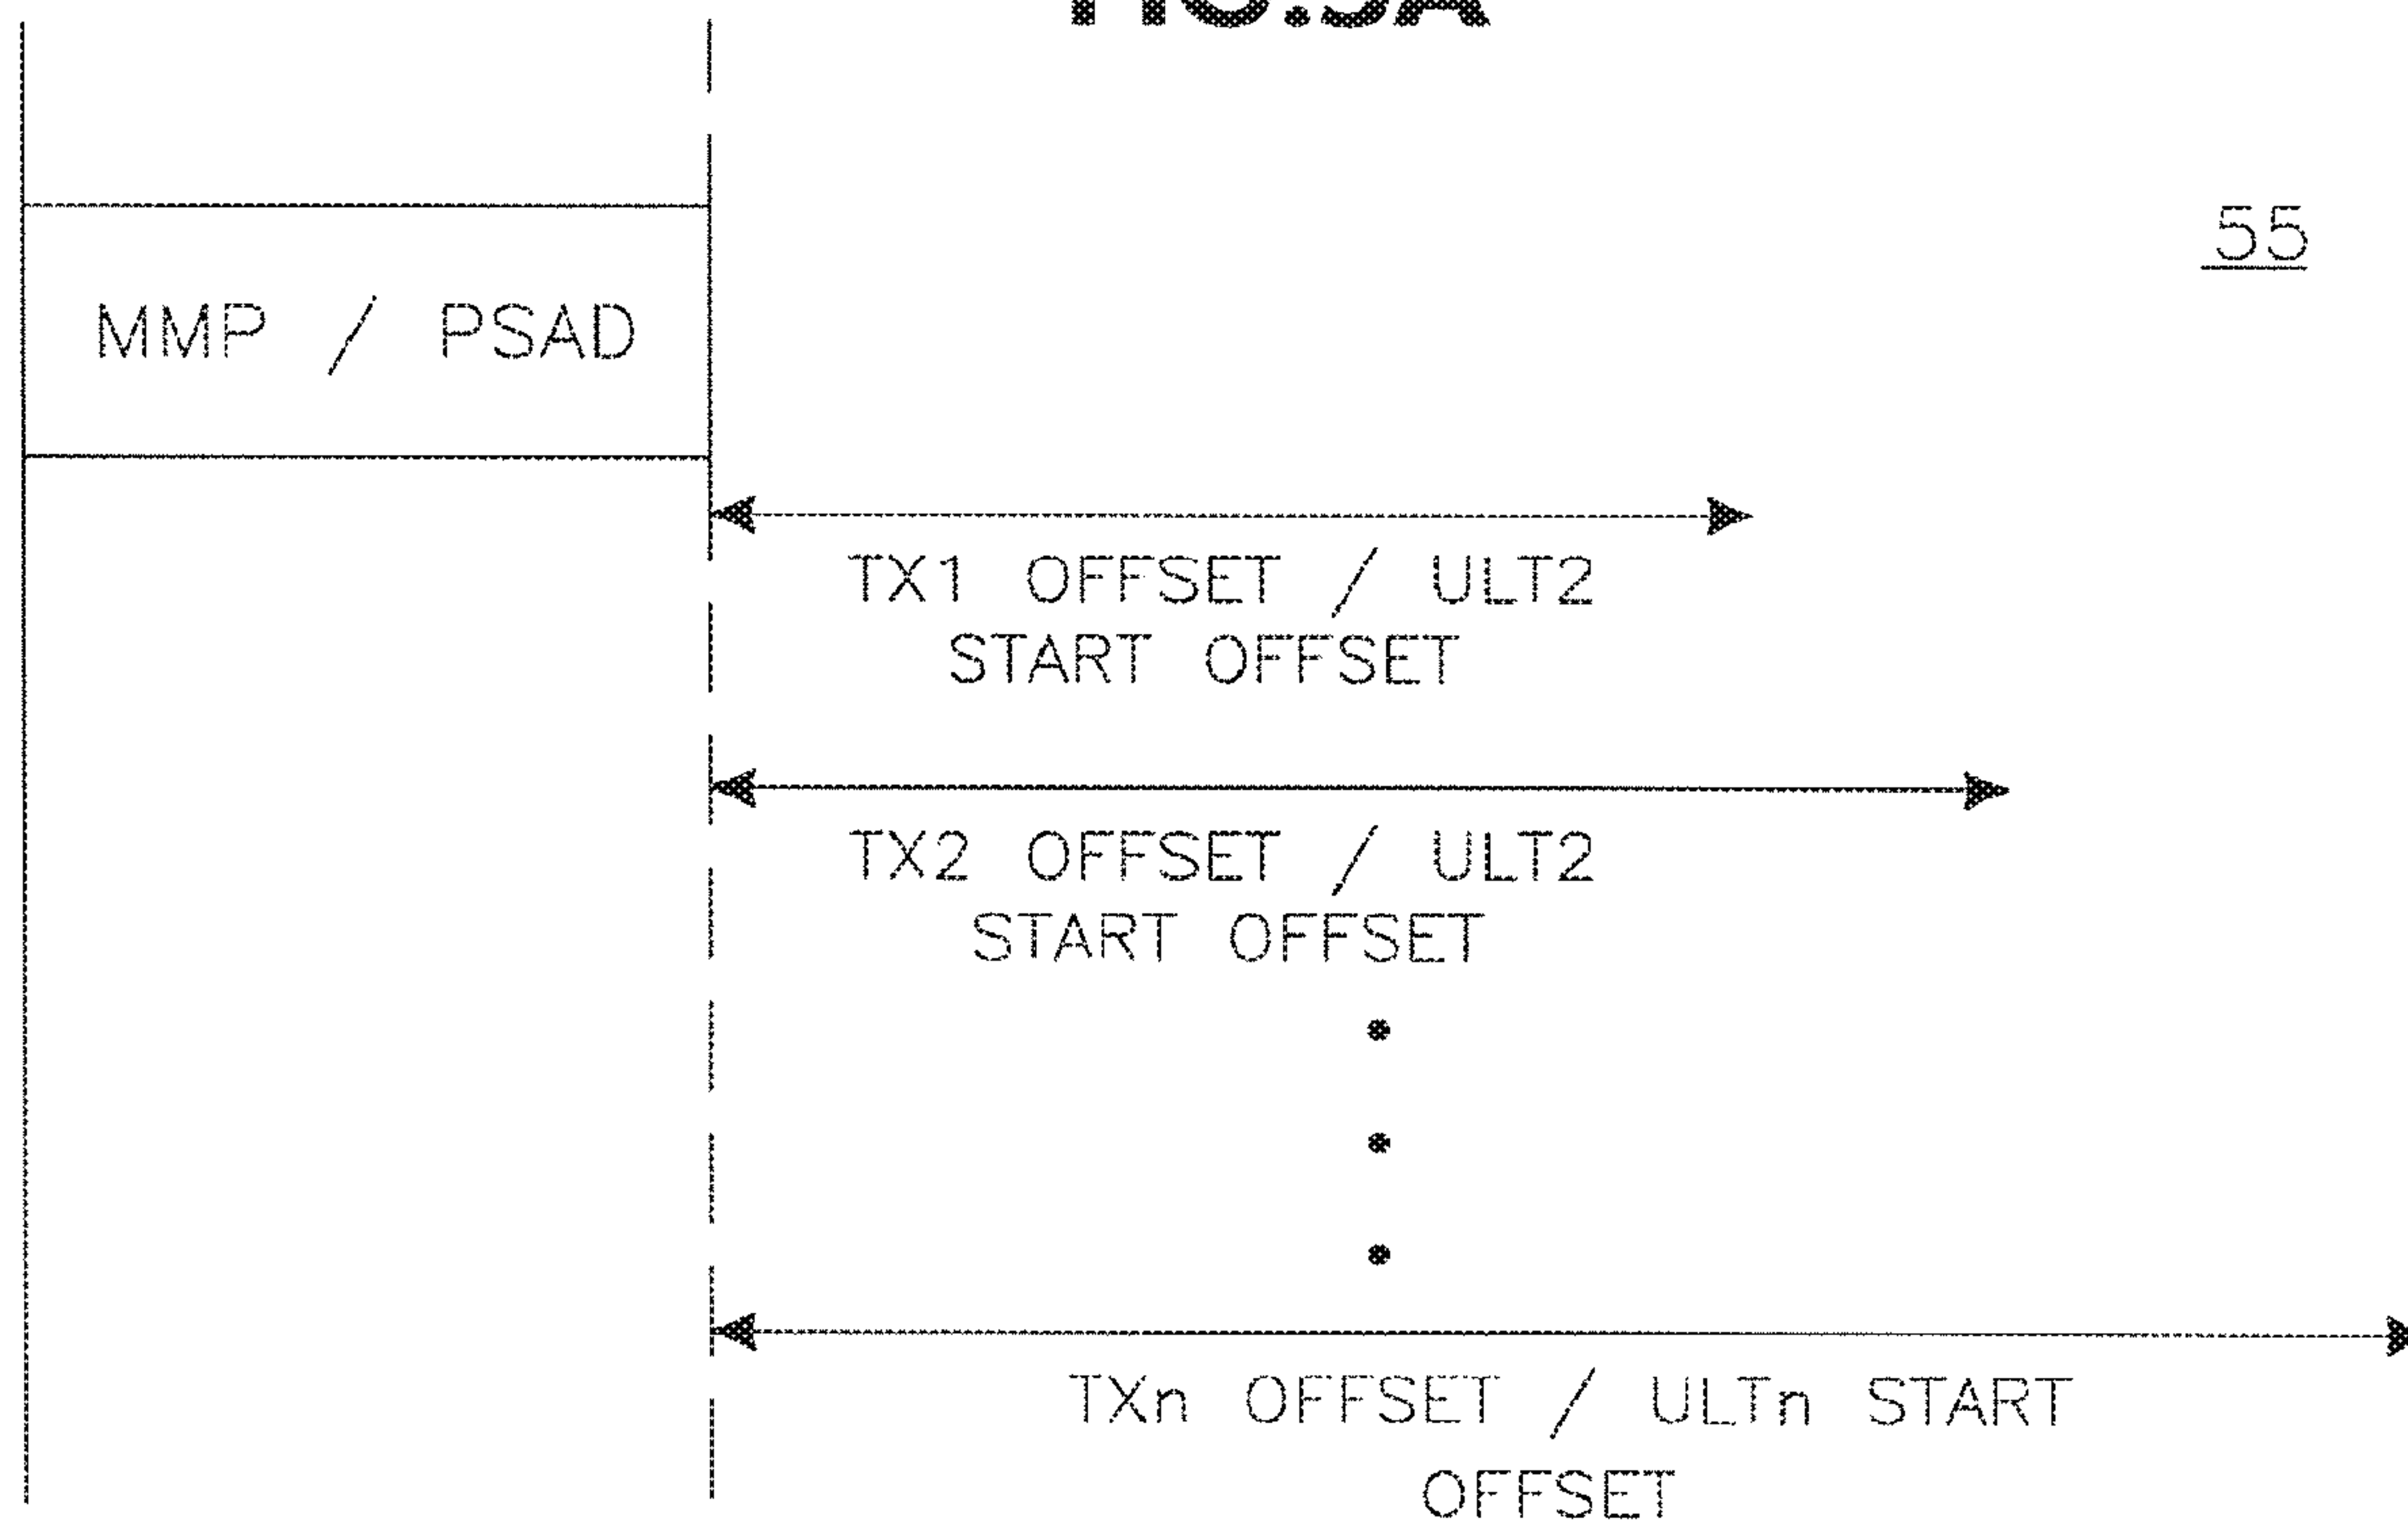 55
MMP / PSAD
TX1 OFFSET / ULT2
START OFFSET
TX2 OFFSET / ULT2
START OFFSET
TXn OFFSET / ULTn START
OFFSET